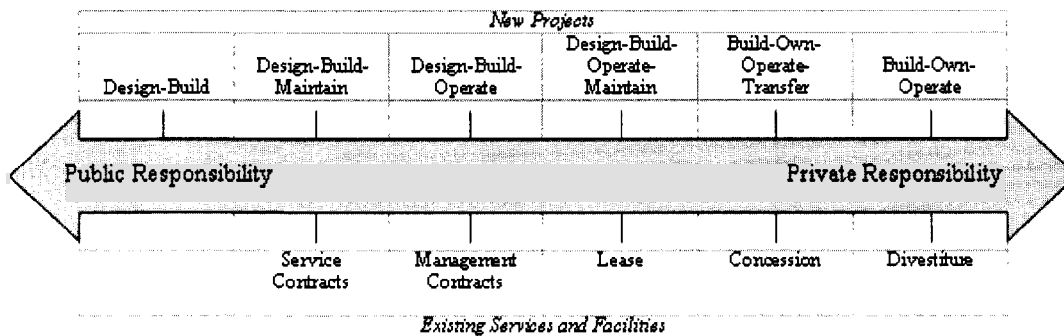 New Projects
Design-Build
Design-Build-
Maintain
Design-Build-
Operate
Design-Build-
Operate-
Maintain
Build-Own-
Operate-
Transfer
Build-Own-
Operate
Public Responsibility
Private Responsibility
Service
Contracts
Management
Contracts
Lease
Concession
Divestiture
Existing Services and Facilities